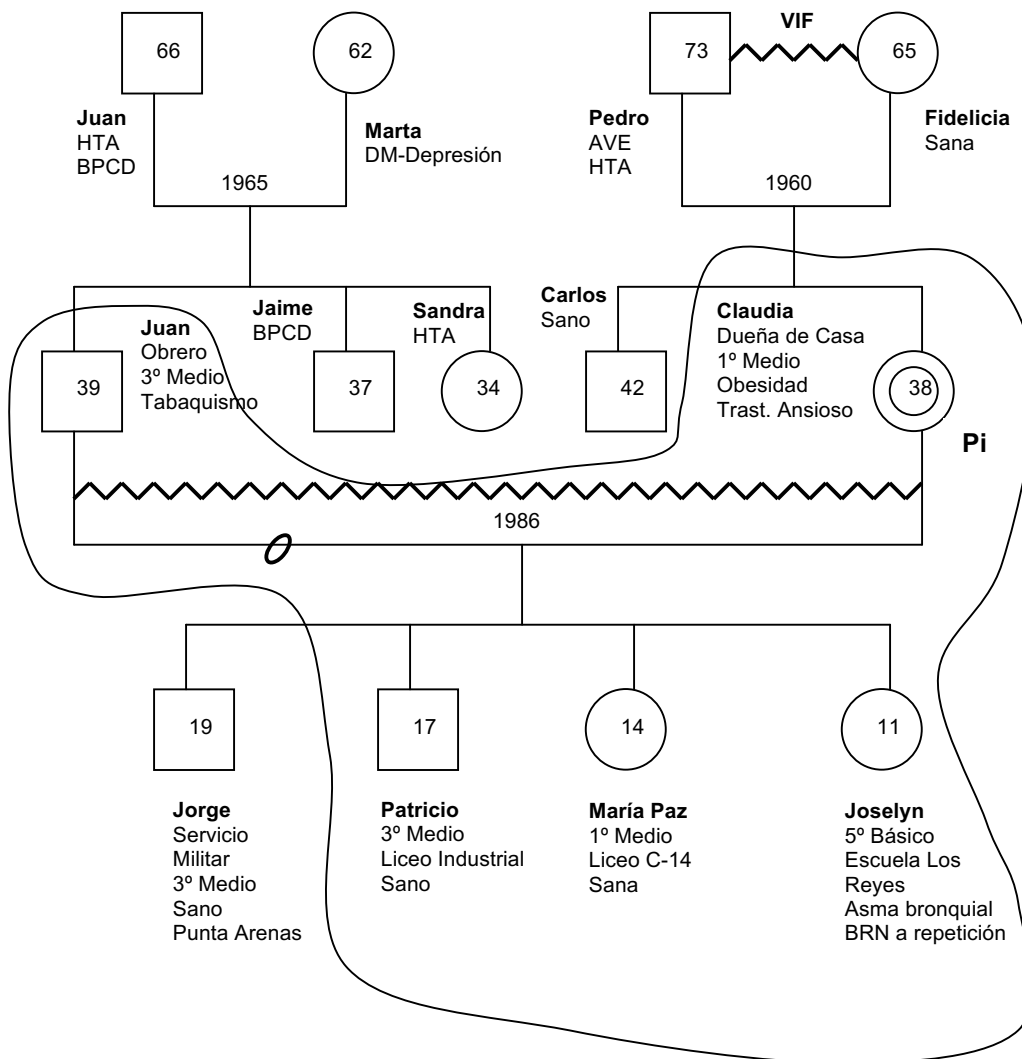 VIF
66
62
73
65
Juan
HTA
BPCD
Marta
DM-Depresión
Pedro
AVE
HTA
Fidelicia
Sana
1965
1960
Juan
Obrero
3º Medio
Tabaquismo
Jaime
BPCD
Sandra
HTA
Carlos
Sano
Claudia
Dueña de Casa
1º Medio
Obesidad
Trast. Ansioso
39
37
34
42
38
Pi
1986
19
17
14
11
Jorge
Servicio
Militar
3º Medio
Sano
Punta Arenas
Patricio
3º Medio
Liceo Industrial
Sano
María Paz
1º Medio
Liceo C-14
Sana
Joselyn
5º Básico
Escuela Los
Reyes
Asma bronquial
BRN a repetición